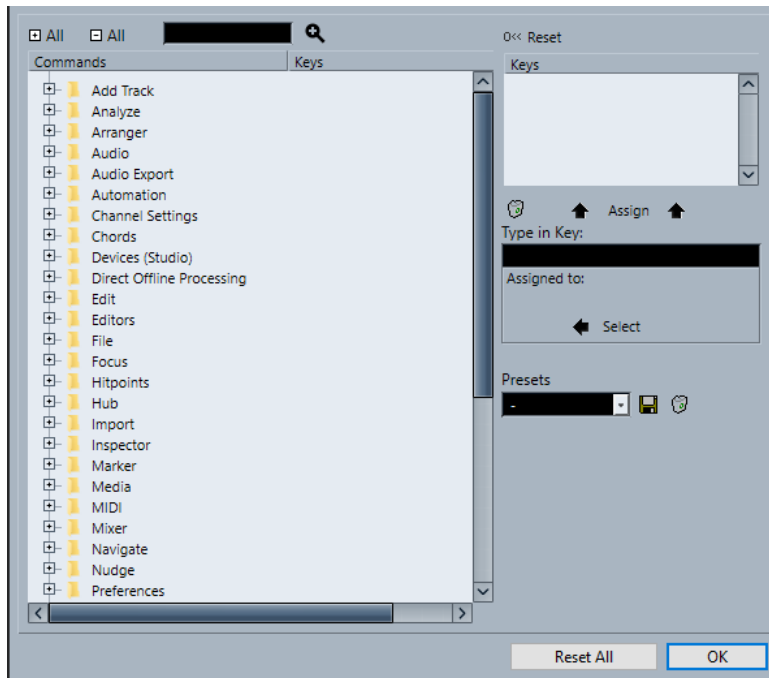 All All
Commands Keys
Add Track
Analyze
Arranger
Audio
Audio Export
Automation
Channel Settings
Chords
Devices (Studio)
Direct Offline Processing
Edit
Editors
File
Focus
Hitpoints
Hub
Import
Inspector
Marker
Media
MIDI
Mixer
Navigate
Nudge
Preferences
0<< Reset
Keys
Assign
Type in Key:
Assigned to:
Select
Presets
-
Reset All OK